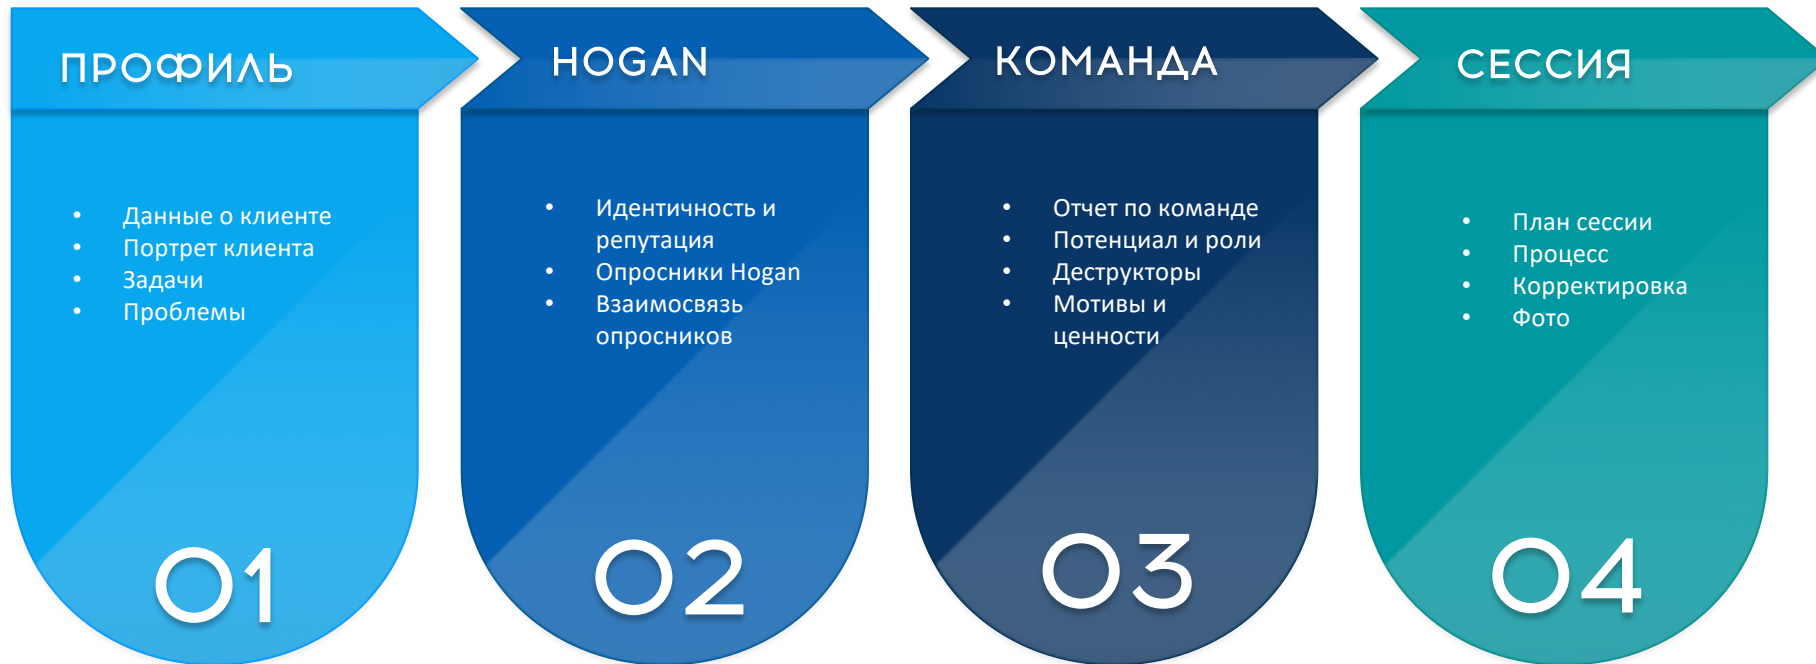 ПРОФИЛЬ
• Данные о клиенте
• Портрет клиента
• Задачи
• Проблемы
01
HOGAN
• Идентичность и
репутация
• Опросники Hogan
• Взаимосвязь
опросников
02
КОМАНДА
• Отчет по команде
• Потенциал и роли
• Деструкторы
• Мотивы и
ценности
03
СЕССИЯ
• План сессии
• Процесс
• Корректировка
• Фото
04